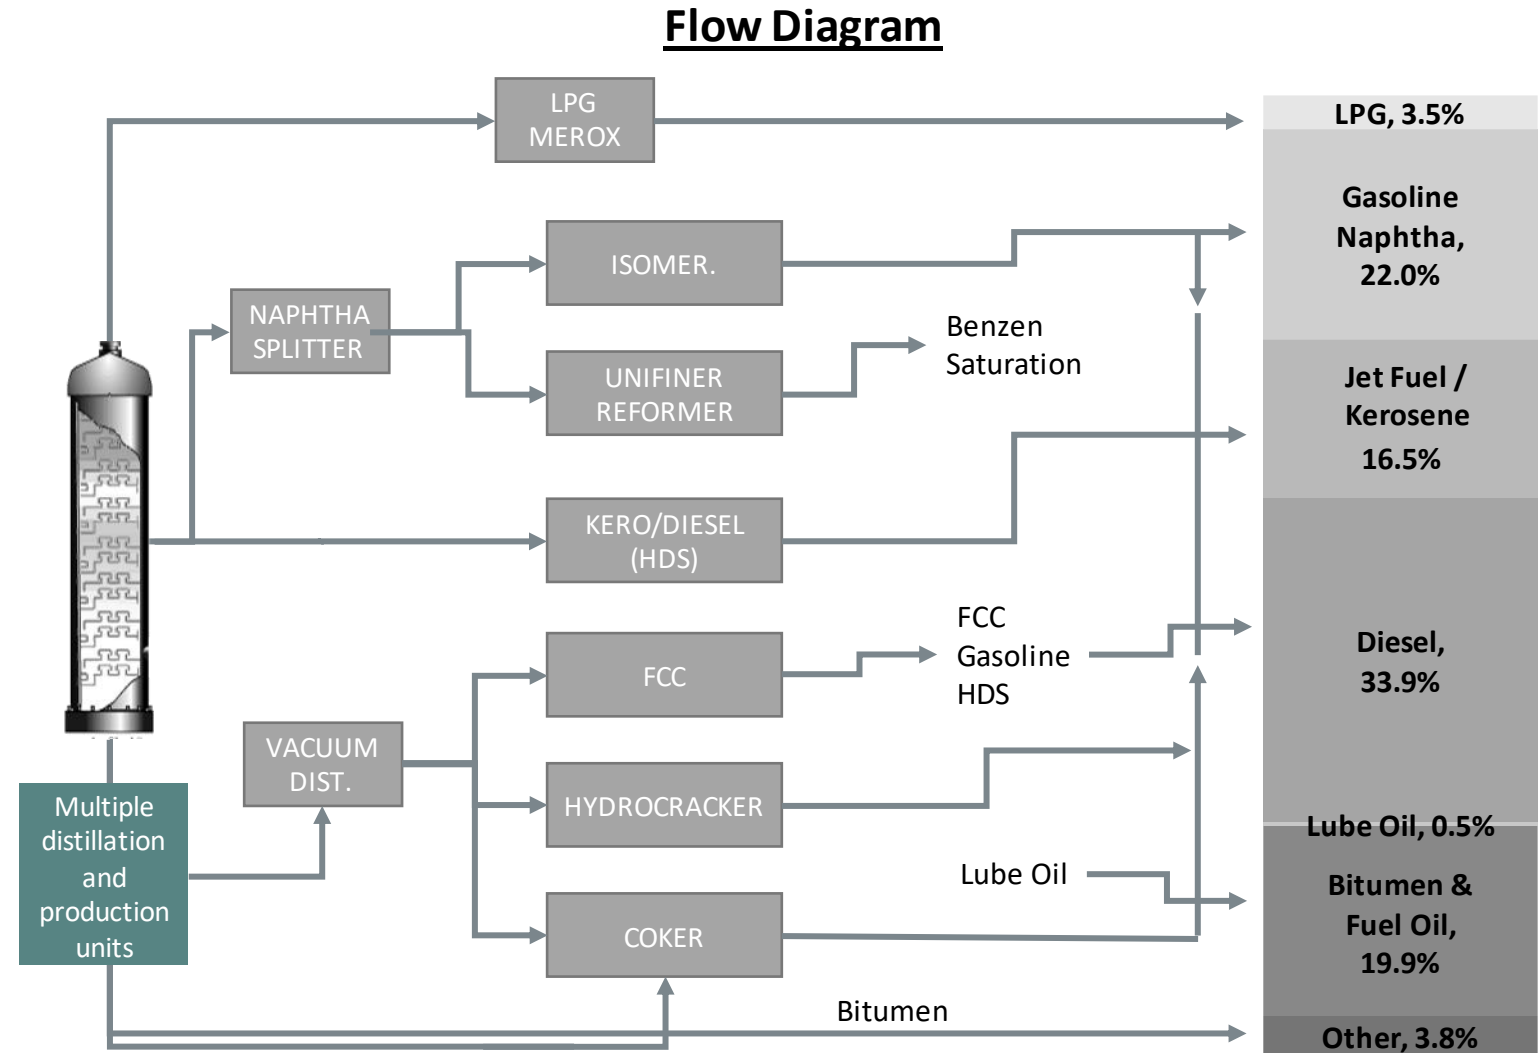 Flow Diagram
LPG
MEROX
LPG, 3.5%
Gasoline
Naphtha,
22.0%
ISOMER.
NAPHTHA
SPLITTER
Benzen
Saturation
UNIFINER
REFORMER
Jet Fuel /
Kerosene
16.5%
KERO/DIESEL
(HDS)
FCC
Gasoline
HDS
FCC
Diesel,
33.9%
VACUUM
DIST.
HYDROCRACKER
Multiple
distillation
and
production
units
Lube Oil, 0.5%
Lube Oil
Bitumen &
Fuel Oil,
19.9%
COKER
Bitumen
Other, 3.8%